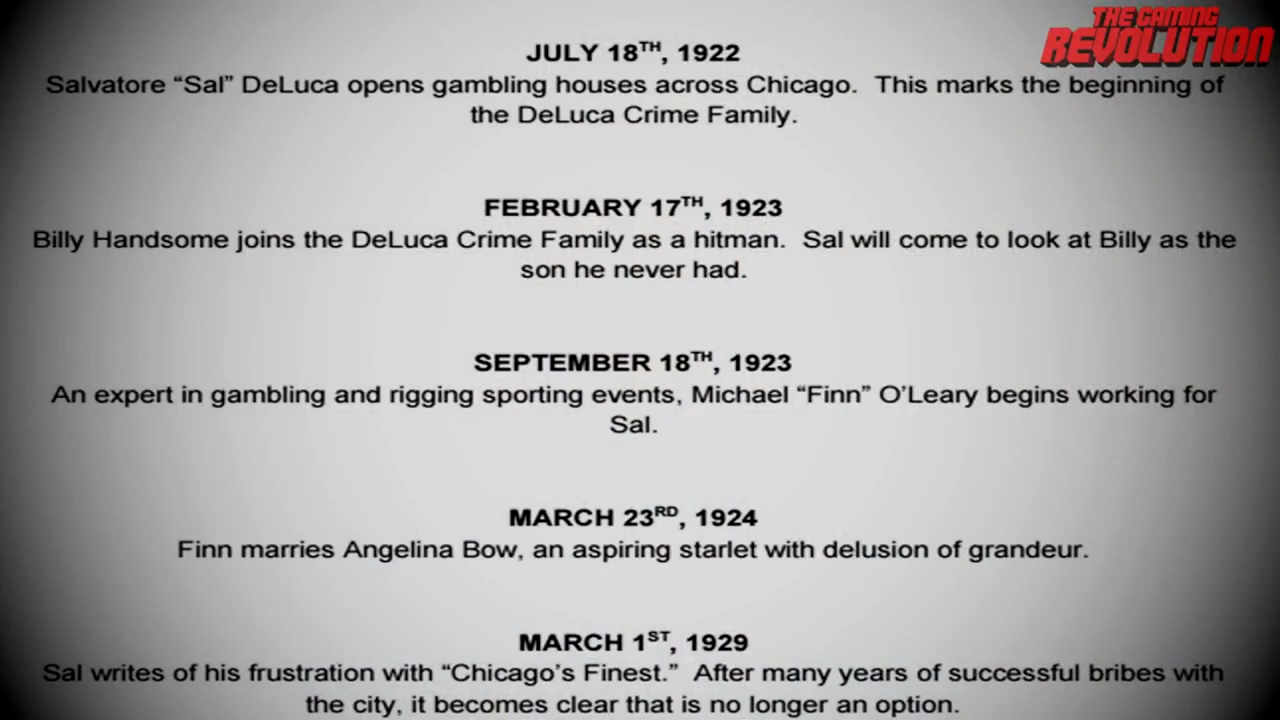 THE GAMING
REVOLUTION
JULY 18TH, 1922
Salvatore “Sal” DeLuca opens gambling houses across Chicago.  This marks the beginning of
the DeLuca Crime Family.
FEBRUARY 17TH, 1923
Billy Handsome joins the DeLuca Crime Family as a hitman.  Sal will come to look at Billy as the
son he never had.
SEPTEMBER 18TH, 1923
An expert in gambling and rigging sporting events, Michael “Finn” O’Leary begins working for
Sal.
MARCH 23RD, 1924
Finn marries Angelina Bow, an aspiring starlet with delusion of grandeur.
MARCH 1ST, 1929
Sal writes of his frustration with “Chicago’s Finest.”  After many years of successful bribes with
the city, it becomes clear that is no longer an option.